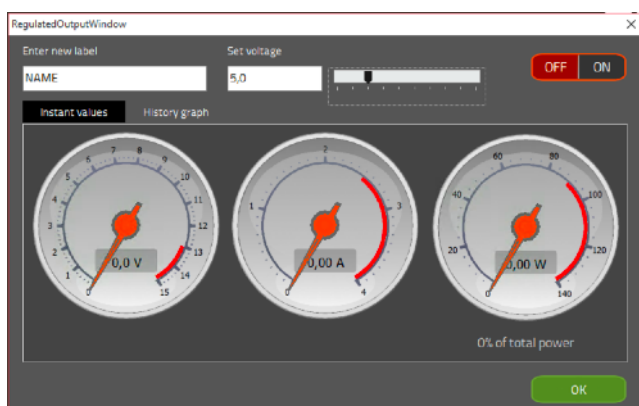 RegulatedOutputWindow
Enter new label
Set voltage
NAME
5,0
OFF ON
Instant values
History graph
0 1 2 3 4 5 6 7 8 9 10 11 12 13 14 15
0,0 V
0 1 2 3 4
0,00 A
0 20 40 60 80 100 120 140
0,00 W
0% of total power
OK